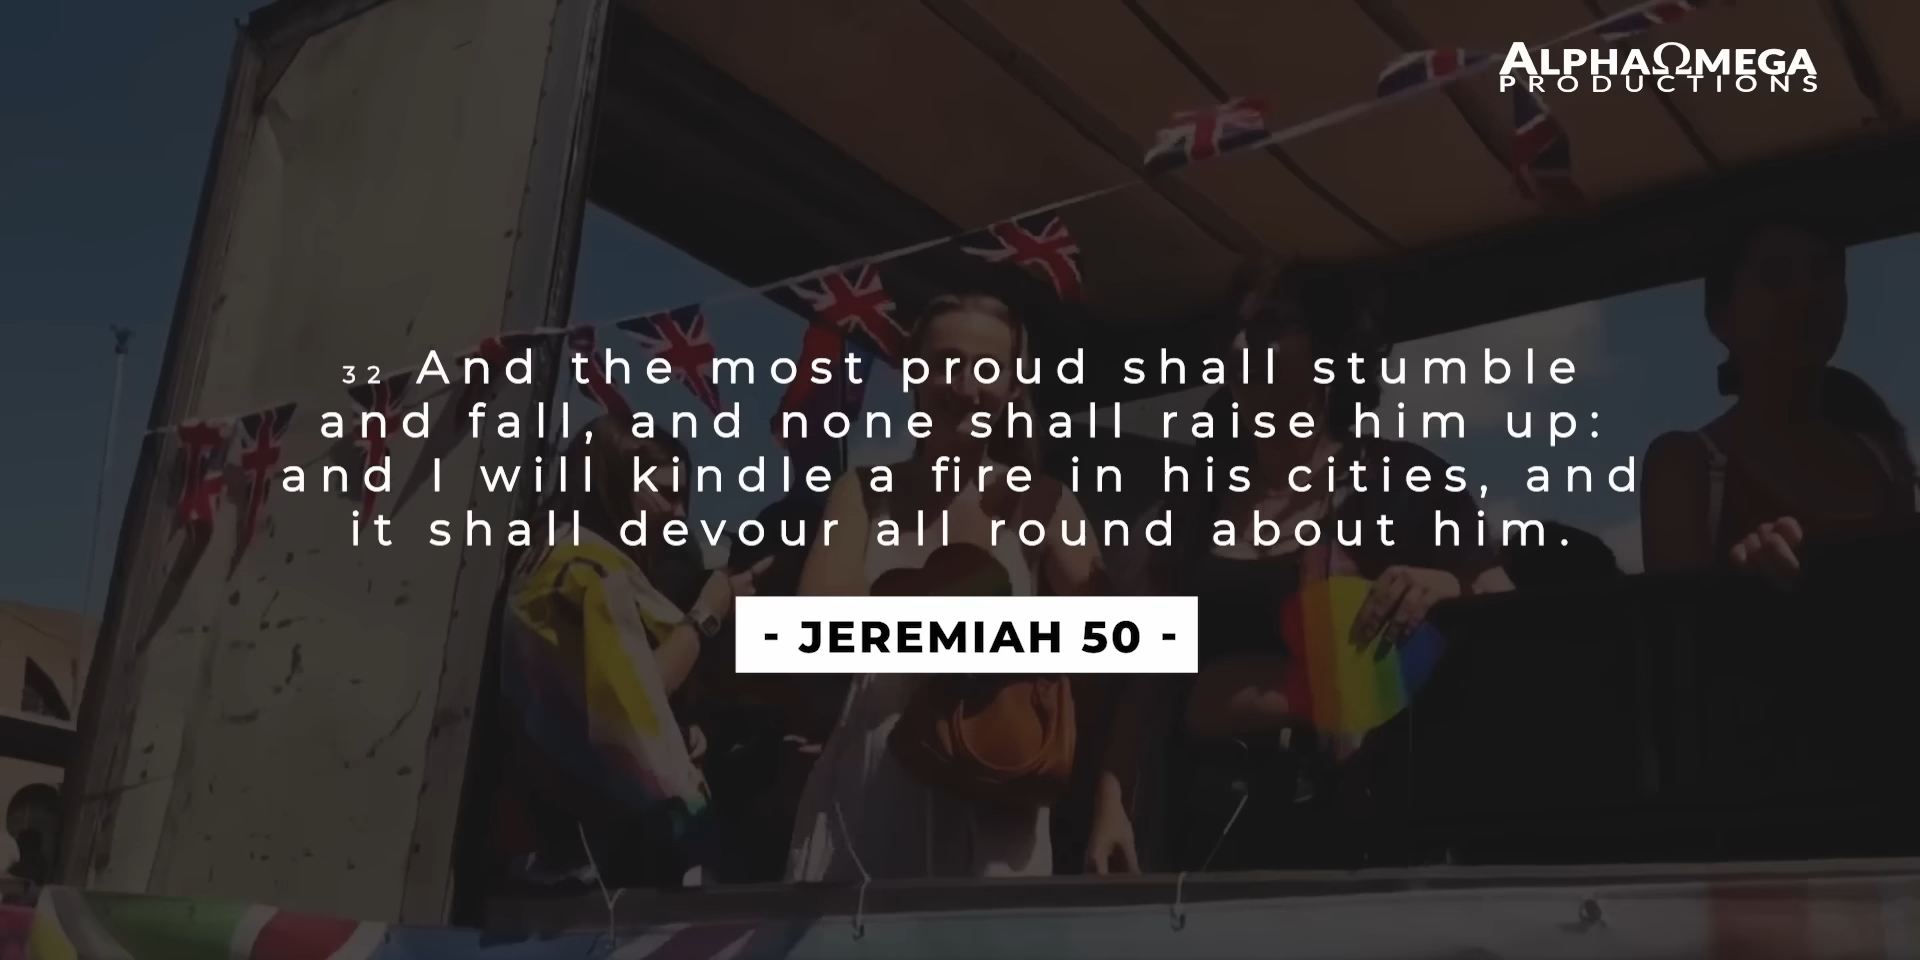 ALPHAΩMEGA
PRODUCTIONS
32 And the most proud shall stumble
and fall, and none shall raise him up:
and I will kindle a fire in his cities, and
it shall devour all round about him.
- JEREMIAH 50 -